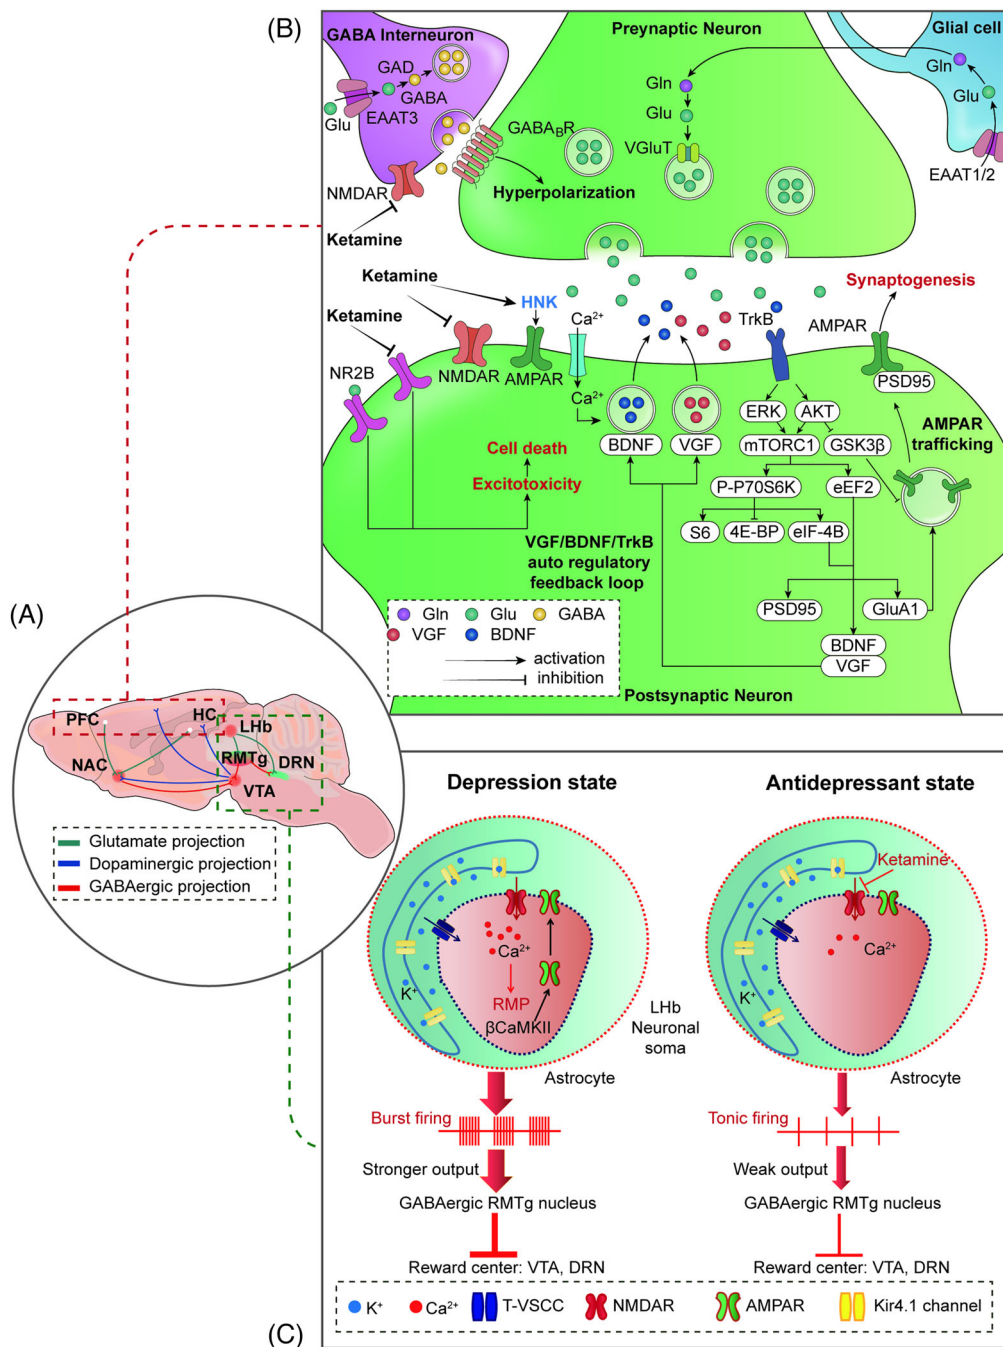 (B)
GABA Interneuron
GAD
GABA
Glu
EAAT3
NMDAR
Ketamine
Preynaptic Neuron
GABABR
Hyperpolarization
Gln
Glu
VGluT
Glial cell
Gln
Glu
EAAT1/2
Ketamine
HNK
Ketamine
NR2B
NMDAR
AMPAR
Ca²⁺
Ca²⁺
BDNF
VGF
TrkB
Synaptogenesis
AMPAR
PSD95
ERK
AKT
mTORC1
GSK3β
AMPAR
trafficking
P-P70S6K
eEF2
S6
4E-BP
eIF-4B
PSD95
GluA1
BDNF
VGF
Cell death
Excitotoxicity
VGF/BDNF/TrkB
auto regulatory
feedback loop
Gln
Glu
GABA
VGF
BDNF
activation
inhibition
Postsynaptic Neuron
(A)
PFC
HC
LHb
NAC
RMTg
DRN
VTA
Glutamate projection
Dopaminergic projection
GABAergic projection
Depression state
Antidepressant state
K⁺
Ca²⁺
RMP
βCaMKII
LHb
Neuronal
soma
Astrocyte
Burst firing
Stronger output
GABAergic RMTg nucleus
Reward center: VTA, DRN
Ketamine
K⁺
Ca²⁺
Astrocyte
Tonic firing
Weak output
GABAergic RMTg nucleus
Reward center: VTA, DRN
K⁺
Ca²⁺
T-VSCC
NMDAR
AMPAR
Kir4.1 channel
(C)